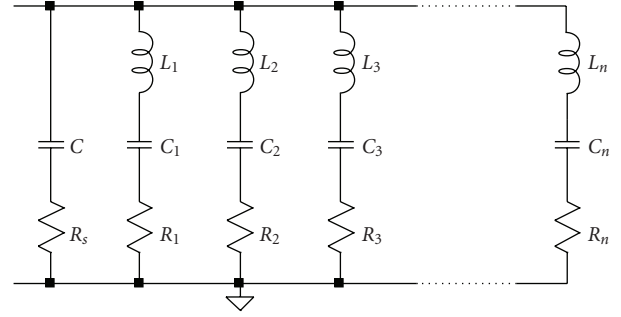 L₁ L₂ L₃ Lₙ
C C₁ C₂ C₃ Cₙ
Rₛ R₁ R₂ R₃ Rₙ